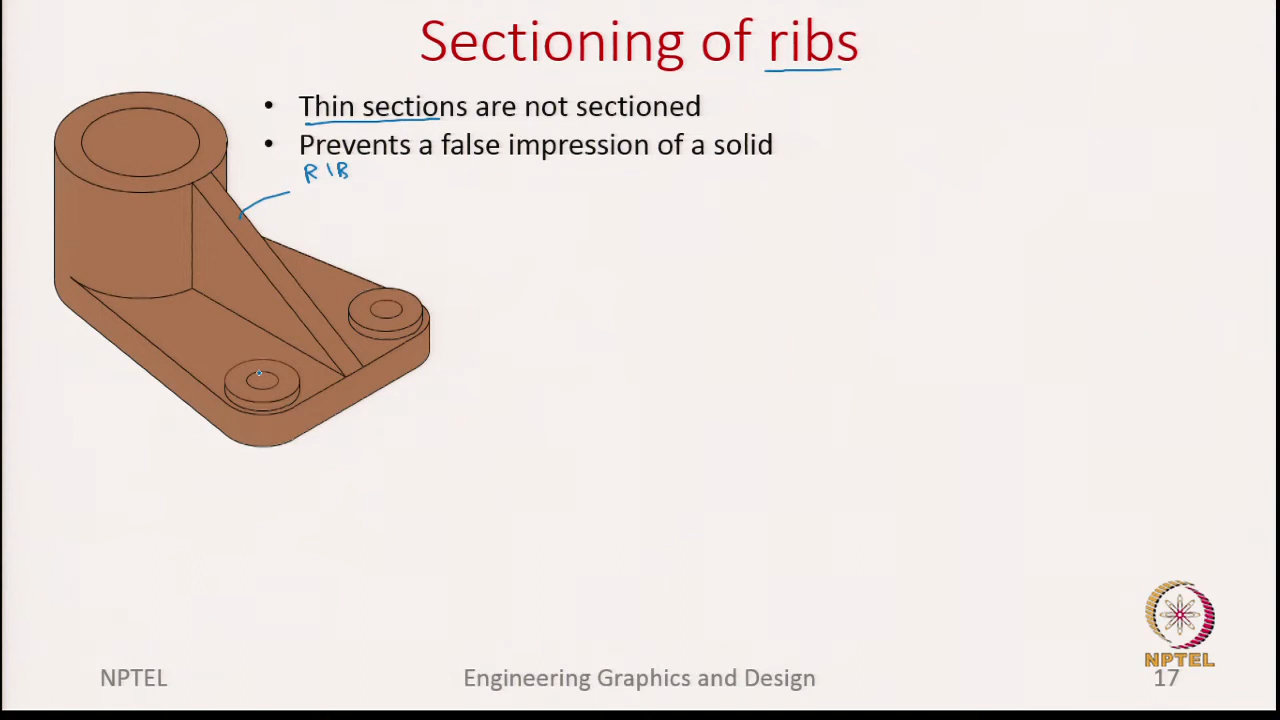 Sectioning of ribs
• Thin sections are not sectioned
• Prevents a false impression of a solid
RIB
NPTEL
NPTEL
Engineering Graphics and Design
17